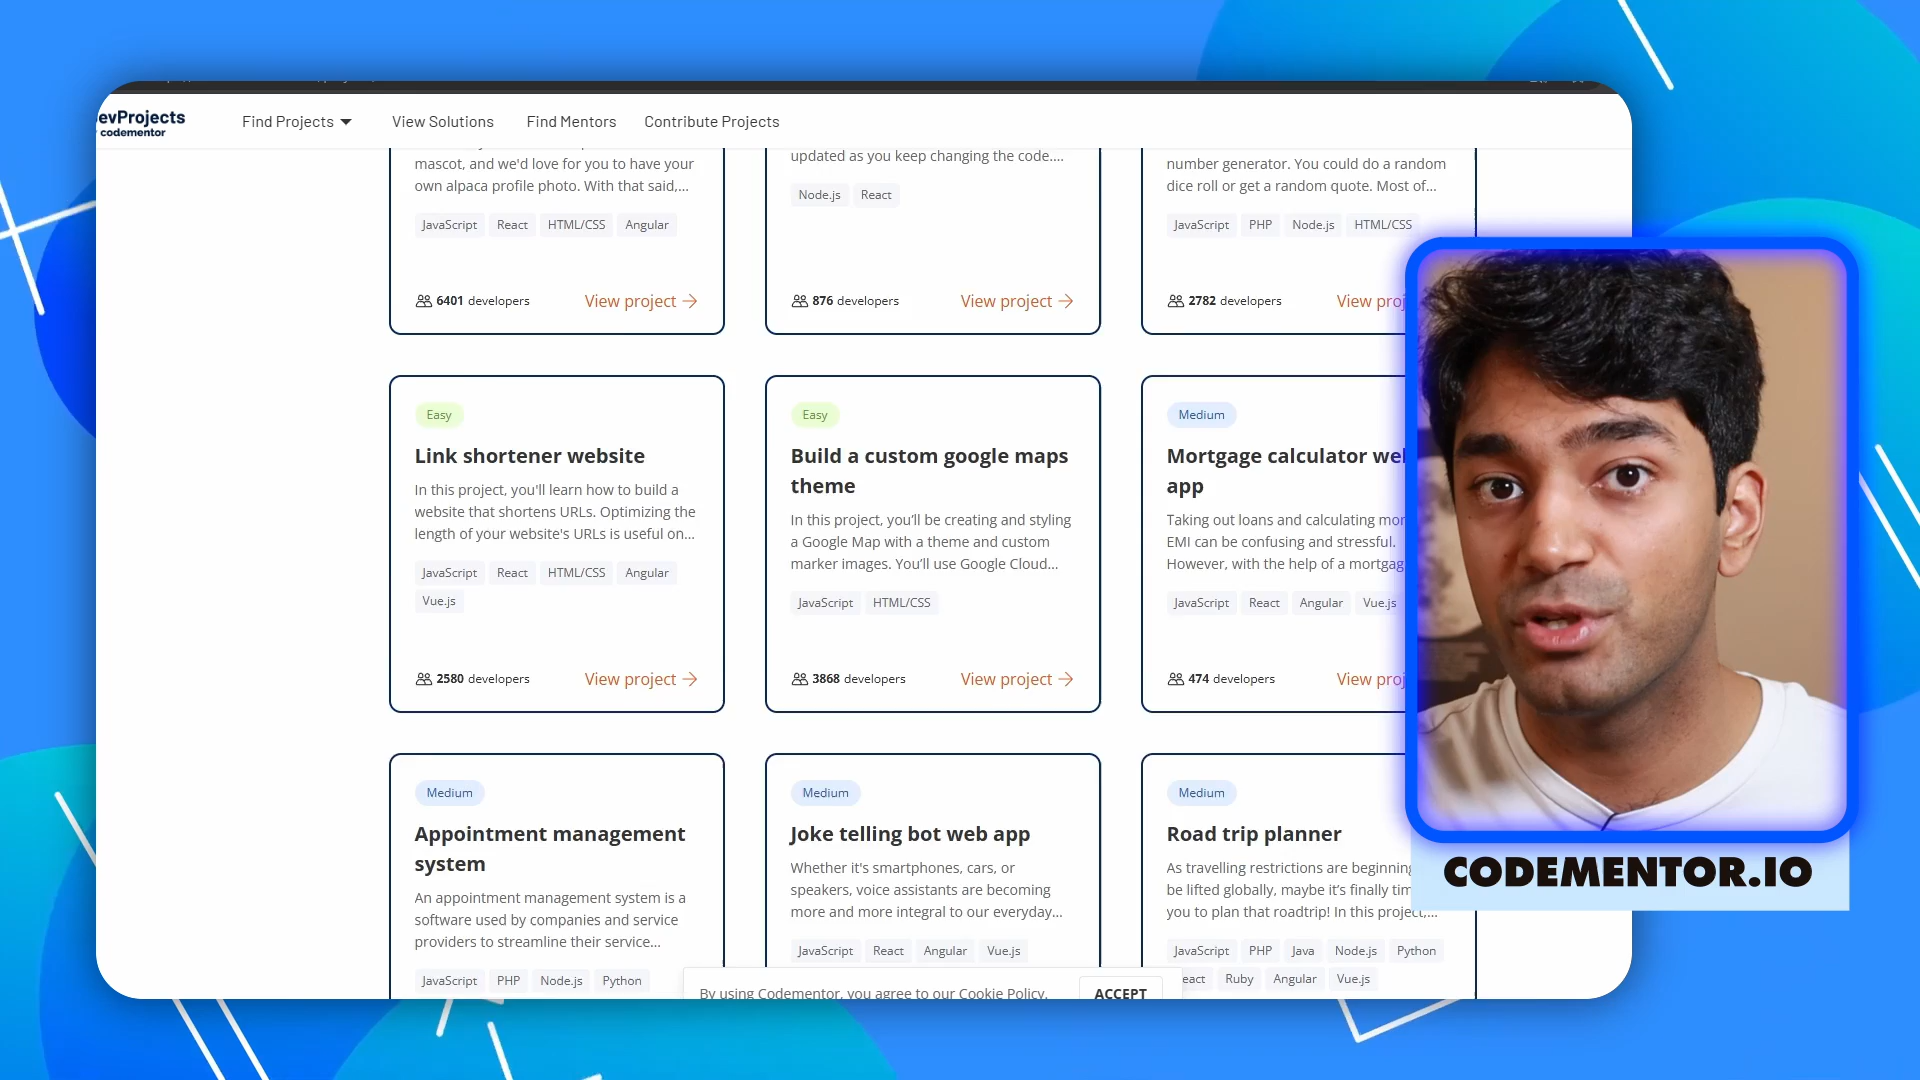 evProjects
codementor
Find Projects
View Solutions
Find Mentors
Contribute Projects
mascot, and we'd love for you to have your
own alpaca profile photo. With that said,...
JavaScript React HTML/CSS Angular
6401 developers
View project
updated as you keep changing the code....
Node.js React
876 developers
View project
number generator. You could do a random
dice roll or get a random quote. Most of...
JavaScript PHP Node.js HTML/CSS
2782 developers
View proj
Easy
Link shortener website
In this project, you'll learn how to build a
website that shortens URLs. Optimizing the
length of your website's URLs is useful on...
JavaScript React HTML/CSS Angular
Vue.js
2580 developers
View project
Easy
Build a custom google maps
theme
In this project, you’ll be creating and styling
a Google Map with a theme and custom
marker images. You’ll use Google Cloud...
JavaScript HTML/CSS
3868 developers
View project
Medium
Mortgage calculator we
app
Taking out loans and calculating mor
EMI can be confusing and stressful.
However, with the help of a mortgag
JavaScript React Angular Vue.js
474 developers
View proj
Medium
Appointment management
system
An appointment management system is a
software used by companies and service
providers to streamline their service...
JavaScript PHP Node.js Python
Medium
Joke telling bot web app
Whether it's smartphones, cars, or
speakers, voice assistants are becoming
more and more integral to our everyday...
JavaScript React Angular Vue.js
Medium
Road trip planner
As travelling restrictions are beginning
be lifted globally, maybe it’s finally tim
you to plan that roadtrip! In this project,...
JavaScript PHP Java Node.js Python
eact Ruby Angular Vue.js
By using Codementor, you agree to our Cookie Policy.
ACCEPT
CODEMENTOR.IO